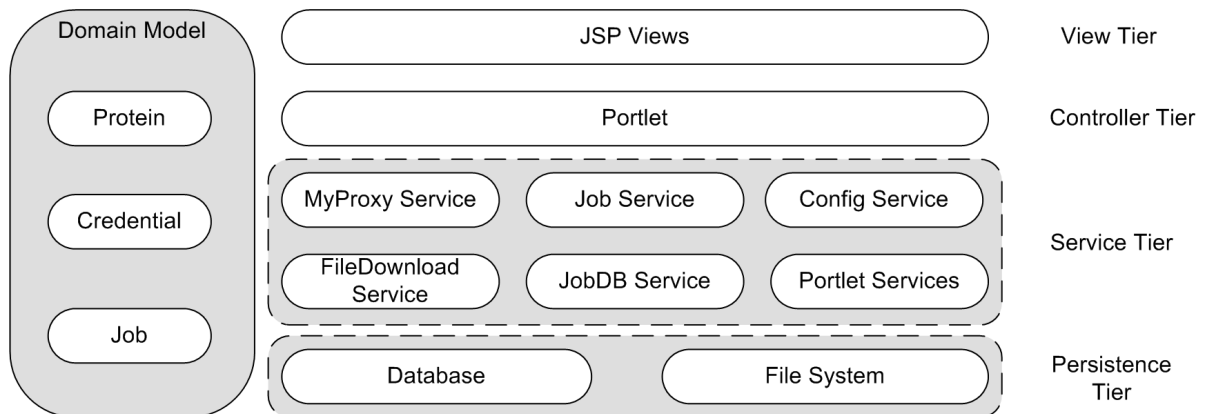 Domain Model
JSP Views
View Tier
Protein
Portlet
Controller Tier
MyProxy Service
Job Service
Config Service
Credential
Service Tier
FileDownload
Service
JobDB Service
Portlet Services
Job
Database
File System
Persistence
Tier